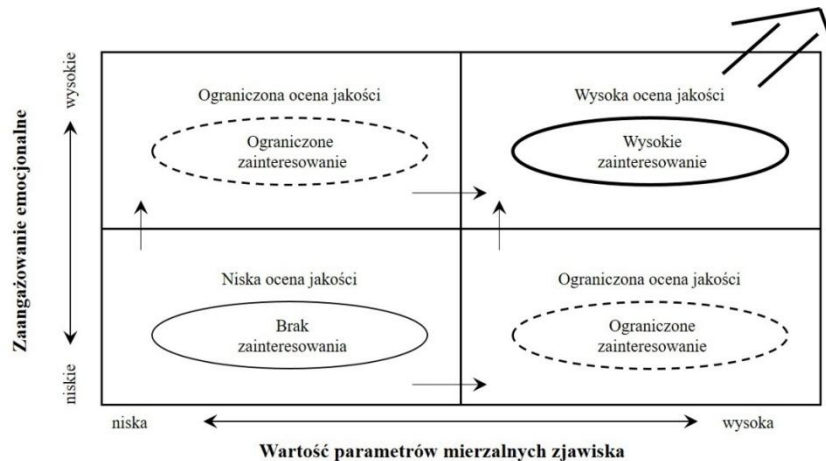 Zaangażowanie emocjonalne
wysokie
niskie
Ograniczona ocena jakości
Ograniczone
zainteresowanie
Wysoka ocena jakości
Wysokie
zainteresowanie
Niska ocena jakości
Brak
zainteresowania
Ograniczona ocena jakości
Ograniczone
zainteresowanie
niska
wysoka
Wartość parametrów mierzalnych zjawiska